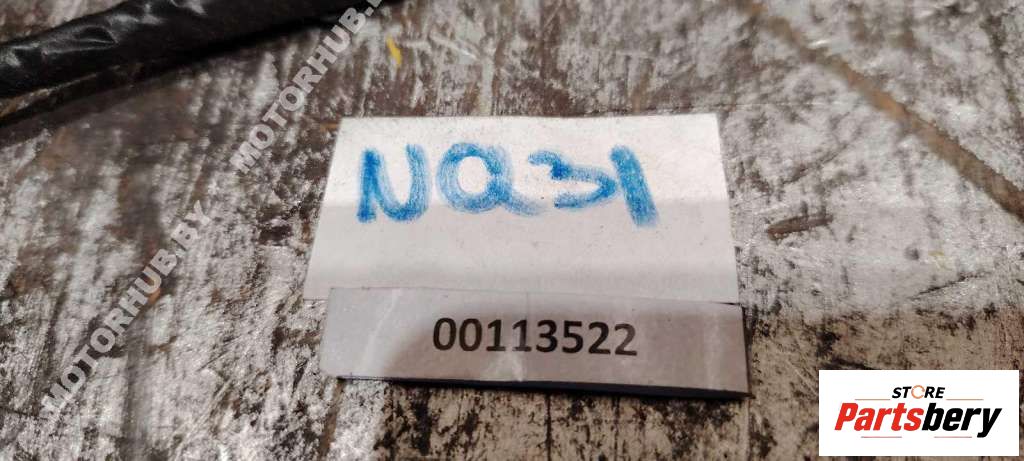 MOTORHUB.BY
MOTORHUB.BY
NQ31
00113522
STORE
Partsbery